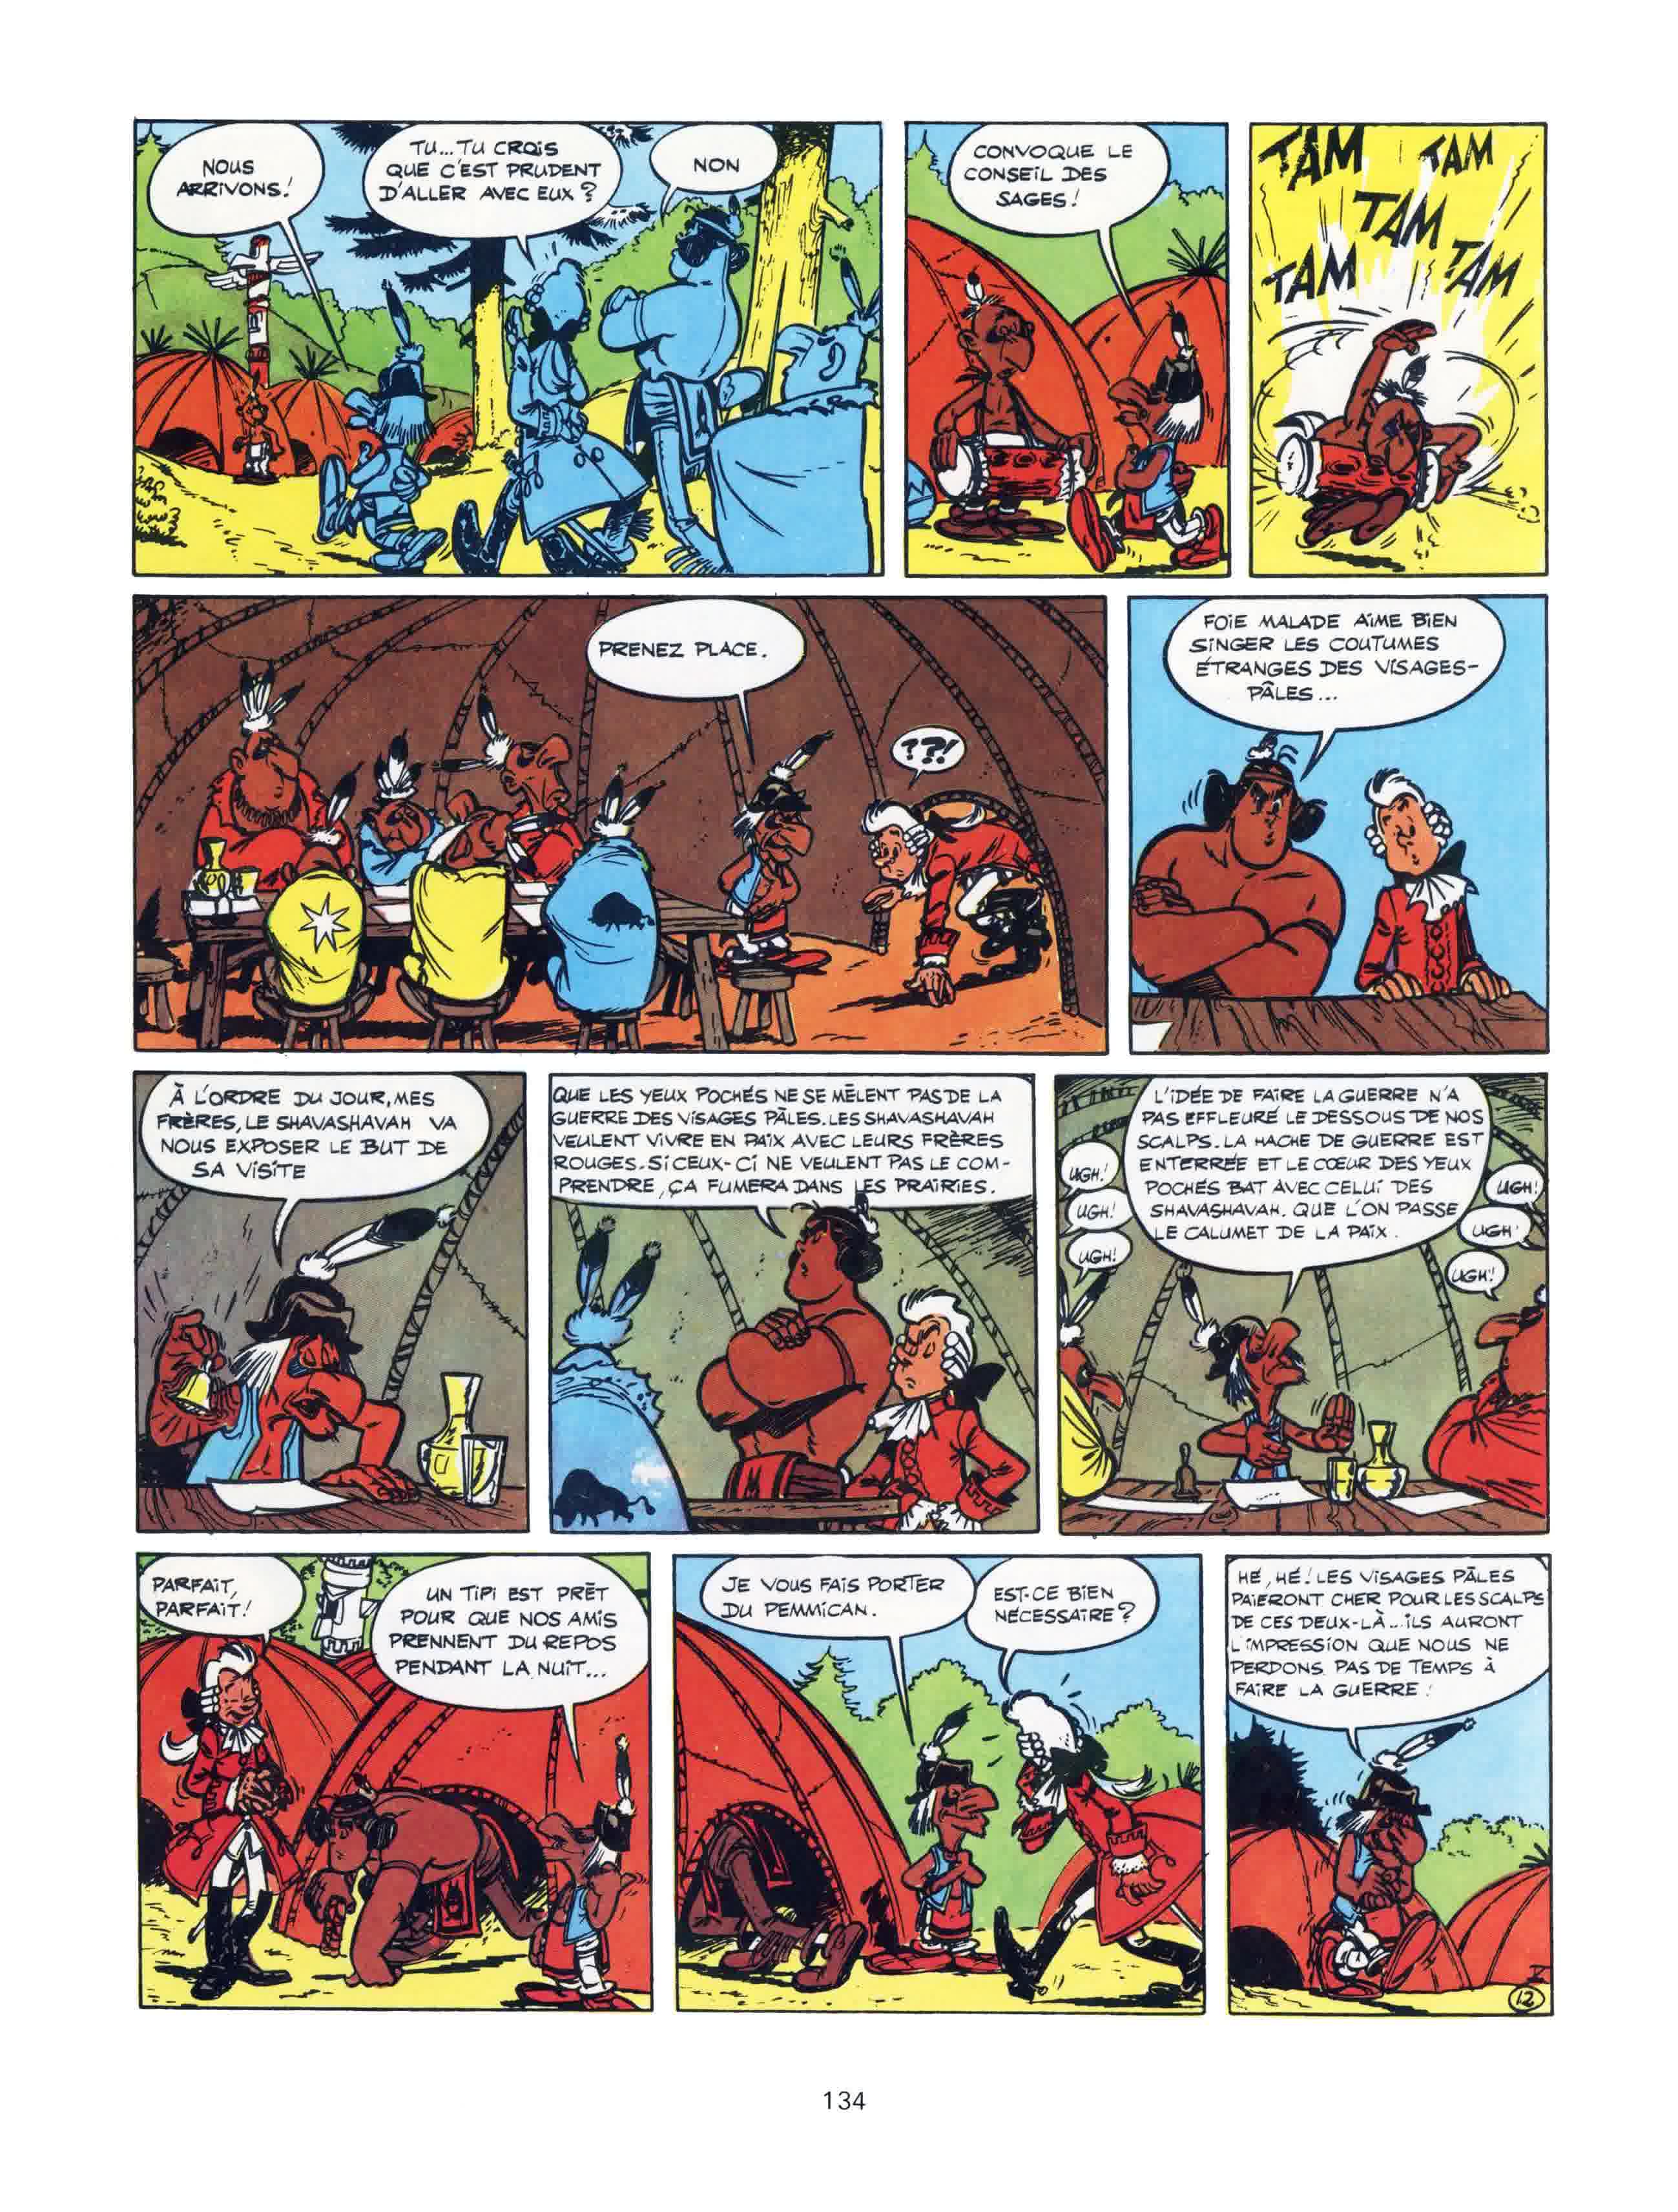 NOUS
ARRIVONS!
TU...TU CROIS
QUE C'EST PRUDENT
D'ALLER AVEC EUX?
NON
CONVOQUE LE
CONSEIL DES
SAGES!
TAM TAM
TAM
TAM TAM
PRENEZ PLACE.
??!
FOIE MALADE AIME BIEN
SINGER LES COUTUMES
ÉTRANGES DES VISAGES-
PÂLES...
À L'ORDRE DU JOUR, MES
FRÈRES, LE SHAVASHAVAH VA
NOUS EXPOSER LE BUT DE
SA VISITE
QUE LES YEUX POCHÉS NE SE MÊLENT PAS DE LA
GUERRE DES VISAGES PÂLES. LES SHAVASHAVAH
VEULENT VIVRE EN PAIX AVEC LEURS FRÈRES
ROUGES. SI CEUX-CI NE VEULENT PAS LE COM-
PRENDRE, ÇA FUMERA DANS LES PRAIRIES.
L'IDÉE DE FAIRE LA GUERRE N'A
PAS EFFLEURÉ LE DESSOUS DE NOS
SCALPS. LA HACHE DE GUERRE EST
ENTERRÉE ET LE CŒUR DES YEUX
POCHÉS BAT AVEC CELUI DES
SHAVASHAVAH. QUE L'ON PASSE
LE CALUMET DE LA PAIX.
UGH!
UGH!
UGH!
UGH!
UGH!
UGH!
PARFAIT,
PARFAIT!
UN TIPI EST PRÊT
POUR QUE NOS AMIS
PRENNENT DU REPOS
PENDANT LA NUIT...
JE VOUS FAIS PORTER
DU PEMMICAN.
EST-CE BIEN
NÉCESSAIRE?
HÉ, HÉ! LES VISAGES PÂLES
PAIERONT CHER POUR LES SCALPS
DE CES DEUX-LÀ... ILS AURONT
L'IMPRESSION QUE NOUS NE
PERDONS PAS DE TEMPS À
FAIRE LA GUERRE!
12
134